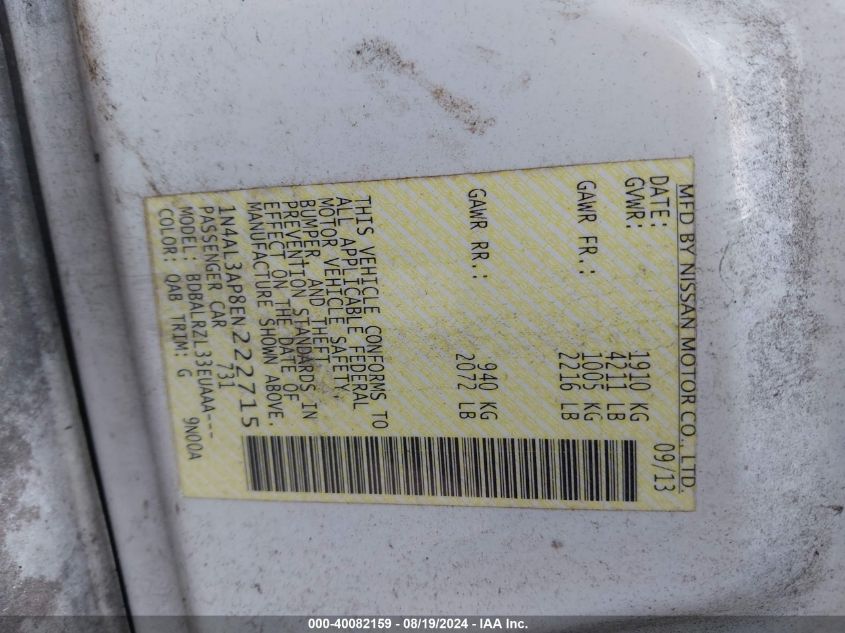 MFD BY NISSAN MOTOR CO., LTD.
DATE: 09/13
GVWR: 1910 KG
4211 LB
GAWR FR.: 1005 KG
2216 LB
GAWR RR.: 940 KG
2072 LB
THIS VEHICLE CONFORMS TO
ALL APPLICABLE FEDERAL
MOTOR VEHICLE SAFETY,
BUMPER, AND THEFT
PREVENTION STANDARDS IN
EFFECT ON THE DATE OF
MANUFACTURE SHOWN ABOVE.
1N4AL3AP8EN222715
PASSENGER CAR 731
MODEL: BDBALRZL33EUAAA---
COLOR: QAB TRIM: G 9N00A
000-40082159 - 08/19/2024 - IAA Inc.